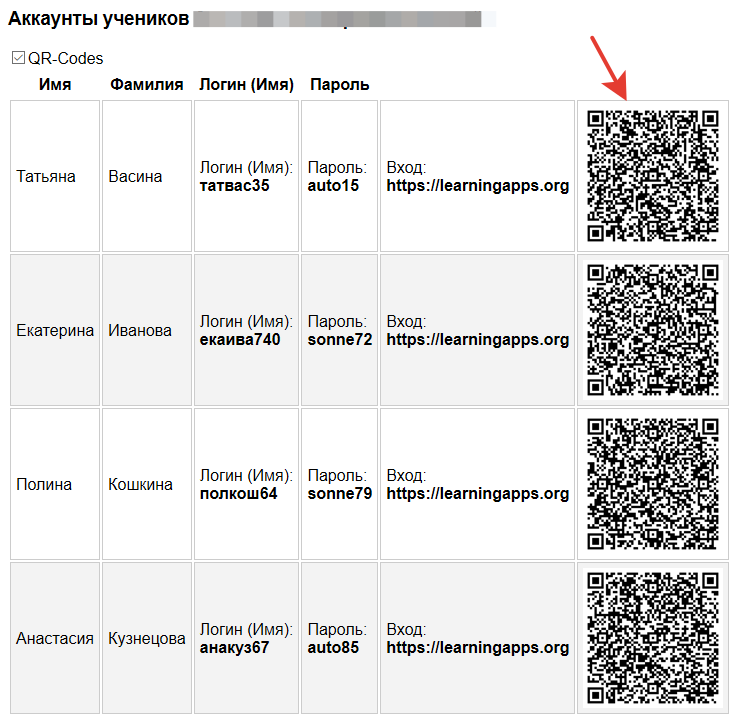 Аккаунты учеников
QR-Codes
Имя Фамилия Логин (Имя) Пароль
Татьяна Васина Логин (Имя): татвас35 Пароль: auto15 Вход: https://learningapps.org
Екатерина Иванова Логин (Имя): екаива740 Пароль: sonne72 Вход: https://learningapps.org
Полина Кошкина Логин (Имя): полкош64 Пароль: sonne79 Вход: https://learningapps.org
Анастасия Кузнецова Логин (Имя): анакуз67 Пароль: auto85 Вход: https://learningapps.org